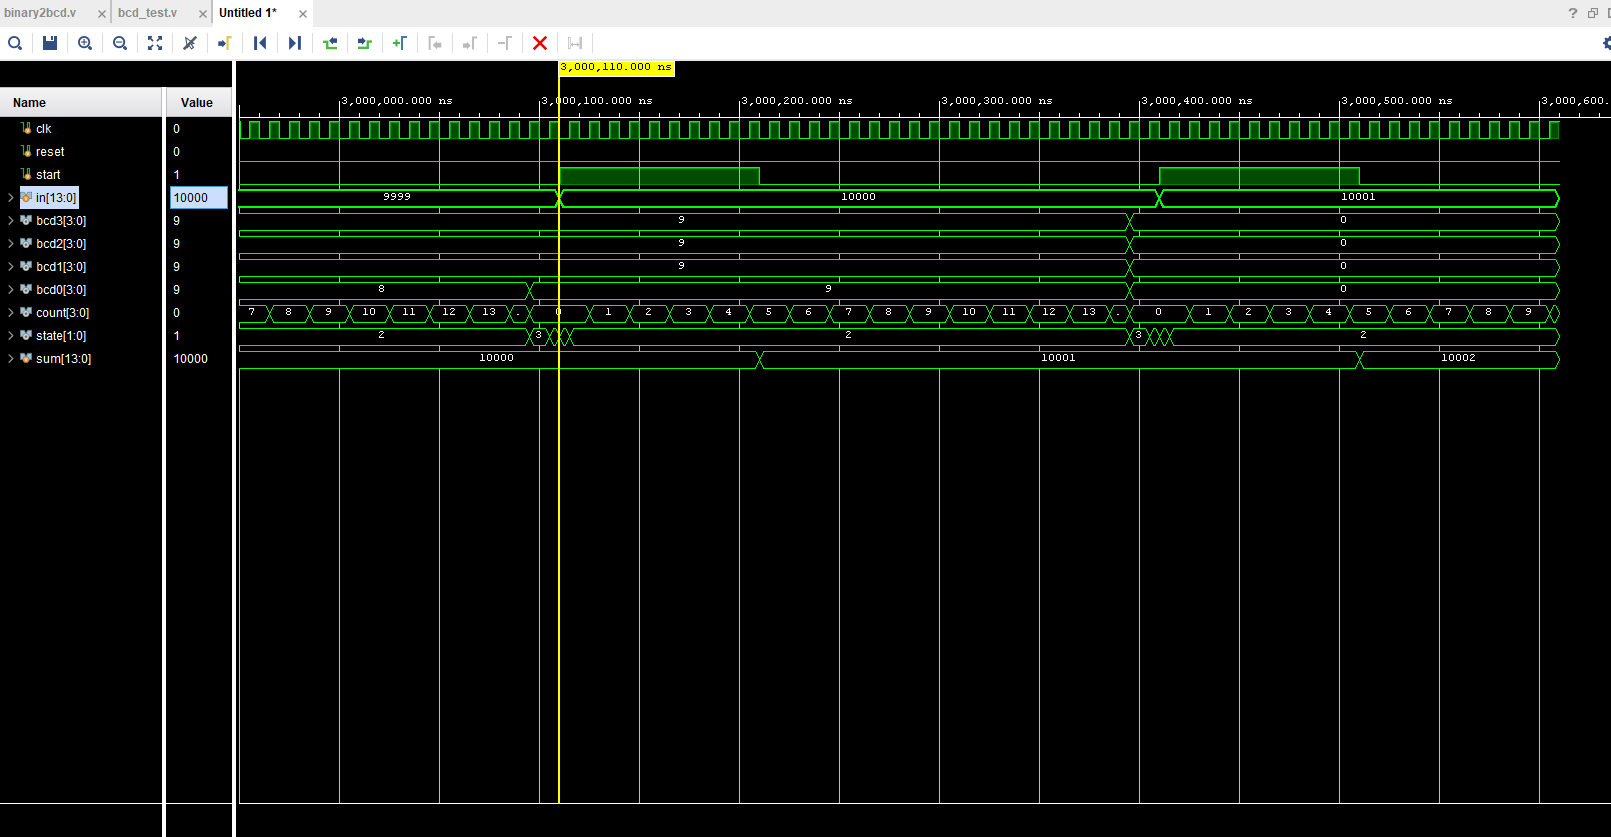 binary2bcd.v bcd_test.v Untitled 1*
3,000,110.000 ns
Name Value
3,000,000.000 ns 3,000,100.000 ns 3,000,200.000 ns 3,000,300.000 ns 3,000,400.000 ns 3,000,500.000 ns 3,000,600.
clk 0
reset 0
start 1
in[13:0] 10000 9999 10000 10001
bcd3[3:0] 9 9 0
bcd2[3:0] 9 9 0
bcd1[3:0] 9 9 0
bcd0[3:0] 9 8 9 0
count[3:0] 0 7 8 9 10 11 12 13 . 0 1 2 3 4 5 6 7 8 9 10 11 12 13 . 0 1 2 3 4 5 6 7 8 9
state[1:0] 1 2 3 2 3 2
sum[13:0] 10000 10000 10001 10002